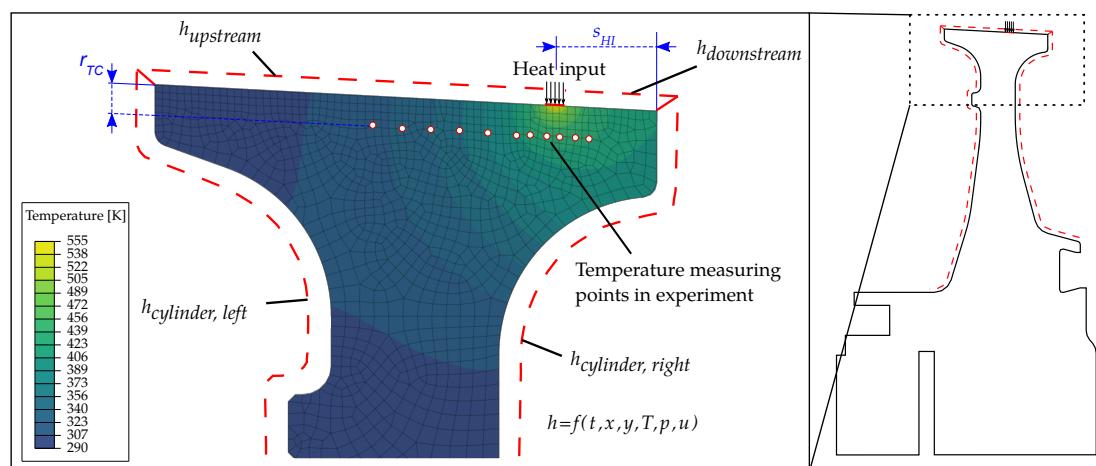 h_upstream
s_HI
r_TC
h_downstream
Heat input
Temperature [K]
555
538
522
505
489
472
456
439
423
406
389
373
356
340
323
307
290
Temperature measuring
points in experiment
h_cylinder, left
h_cylinder, right
h=f(t,x,y,T,p,u)